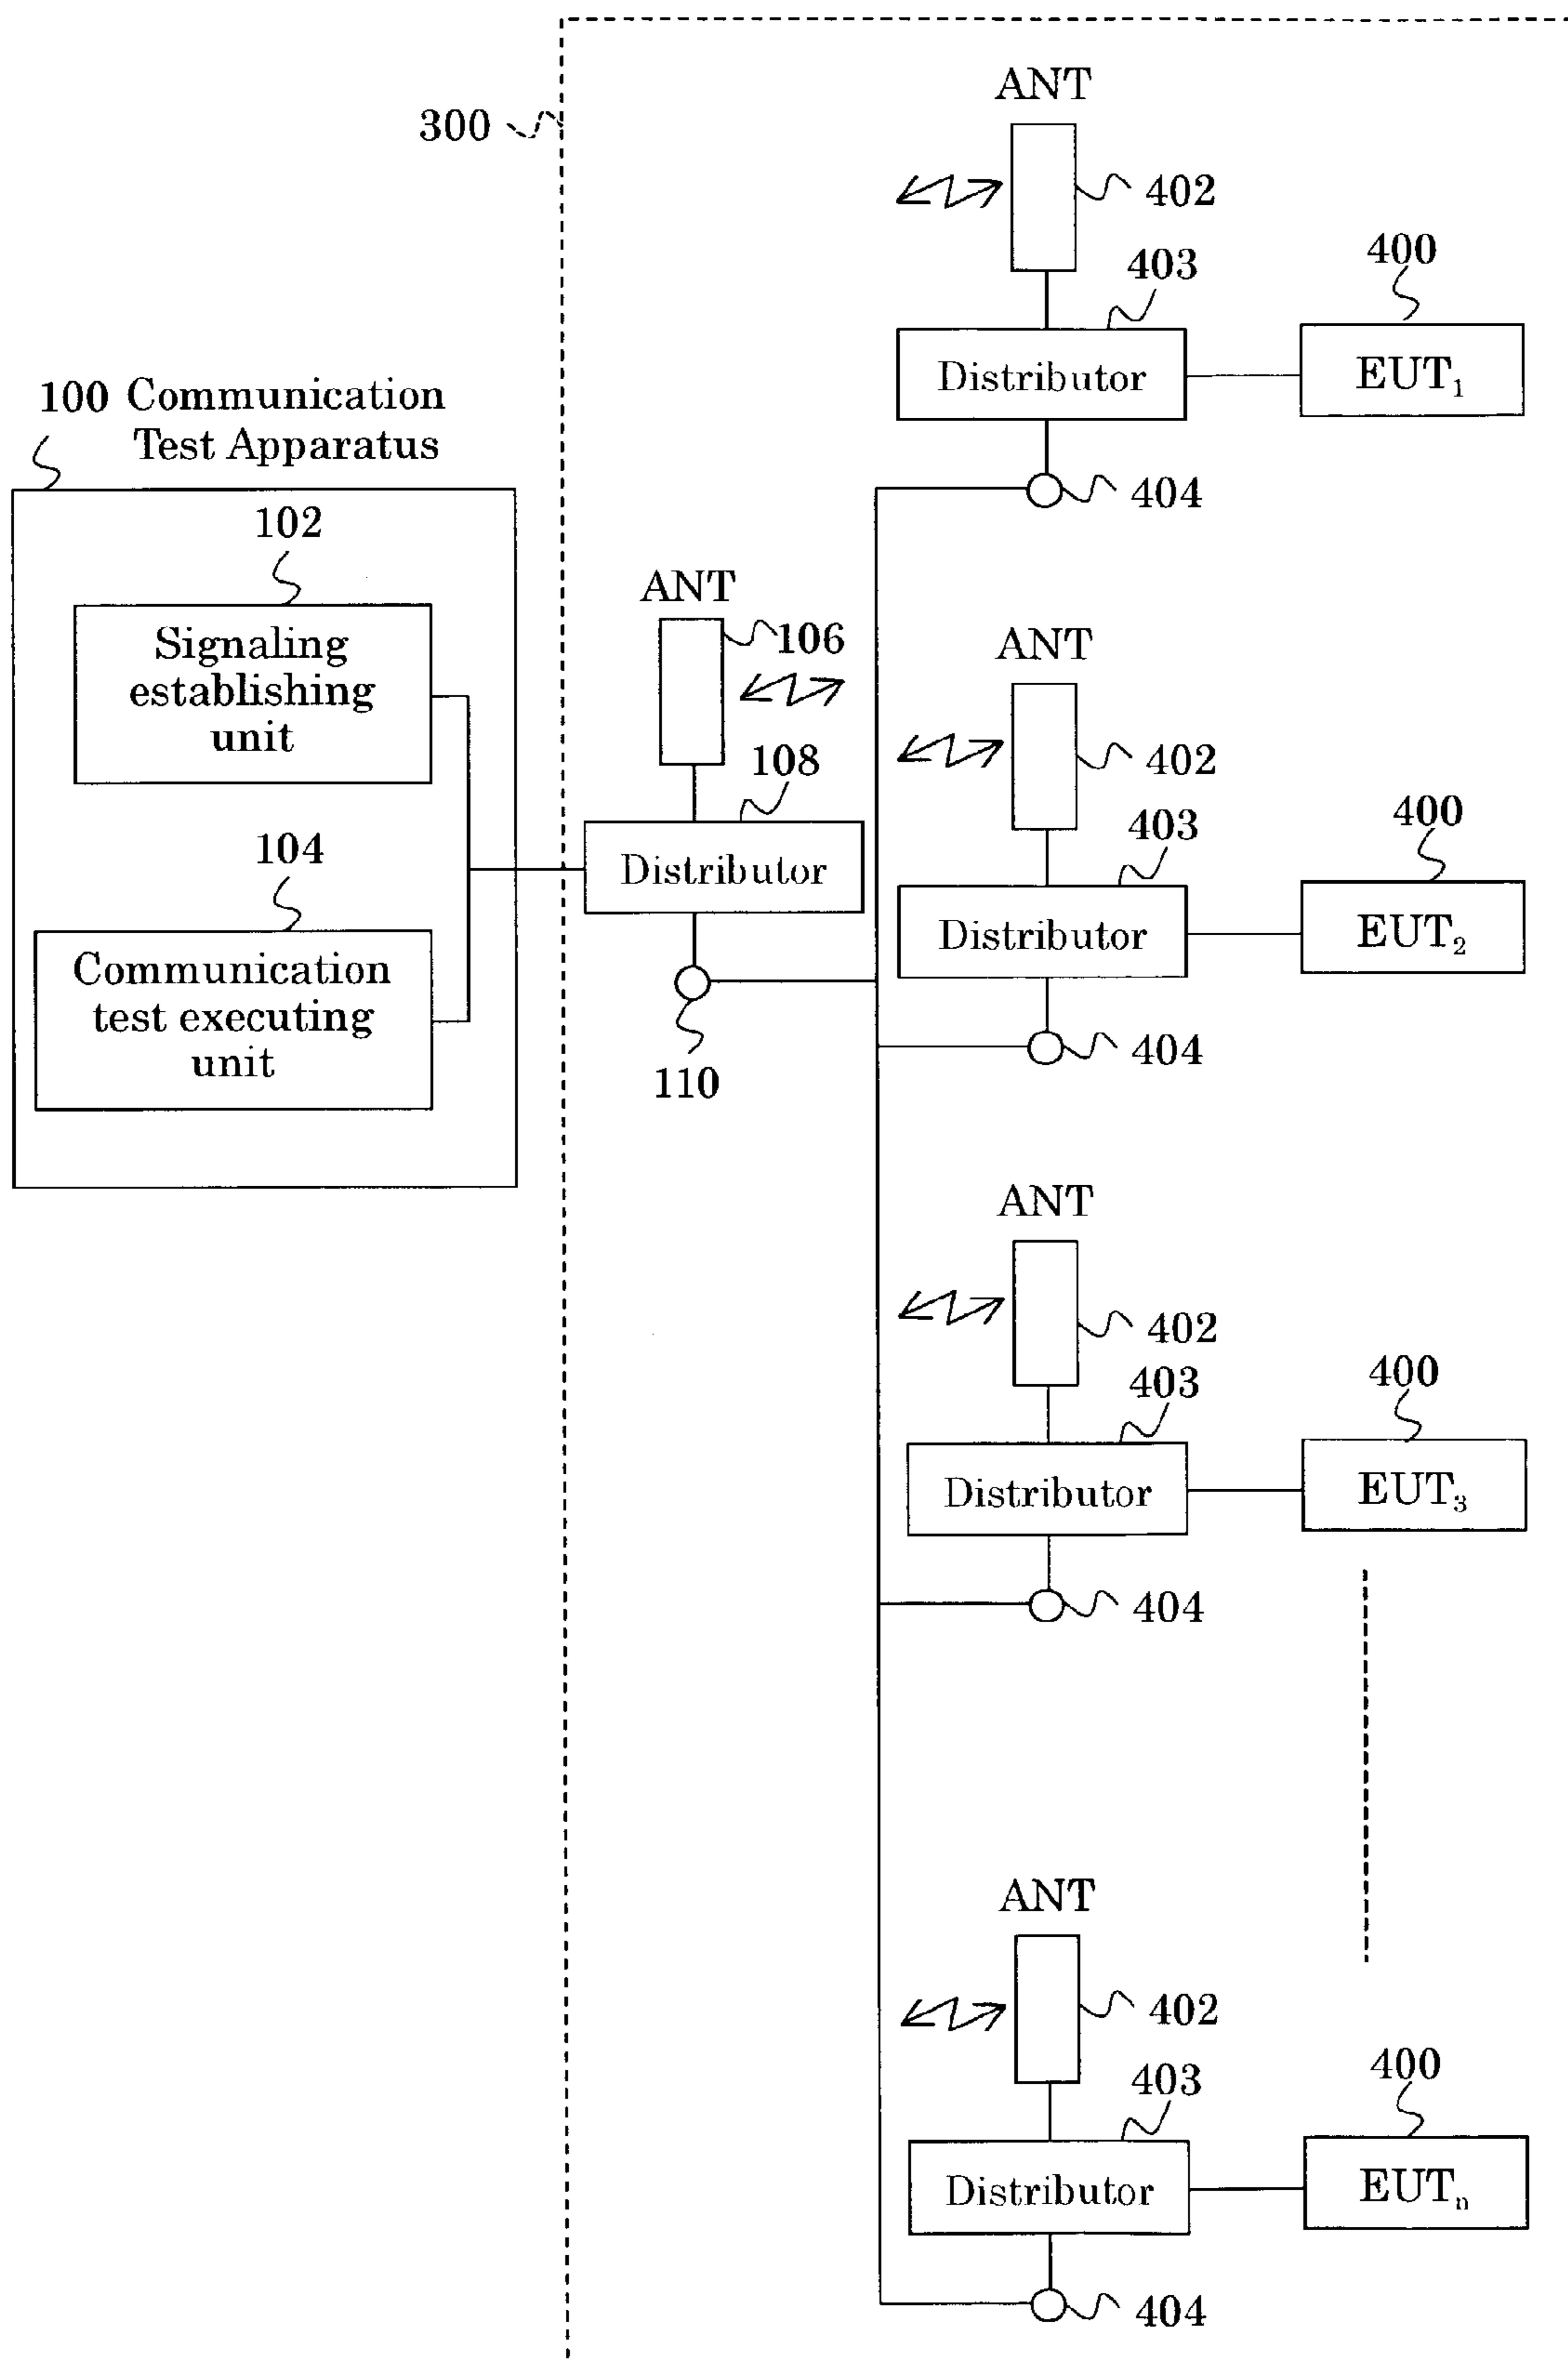 300
ANT
402
403
400
Distributor
EUT₁
404
100 Communication
Test Apparatus
102
Signaling
establishing
unit
104
Communication
test executing
unit
ANT
106
108
Distributor
110
ANT
402
403
400
Distributor
EUT₂
404
ANT
402
403
400
Distributor
EUT₃
404
ANT
402
403
400
Distributor
EUTₙ
404